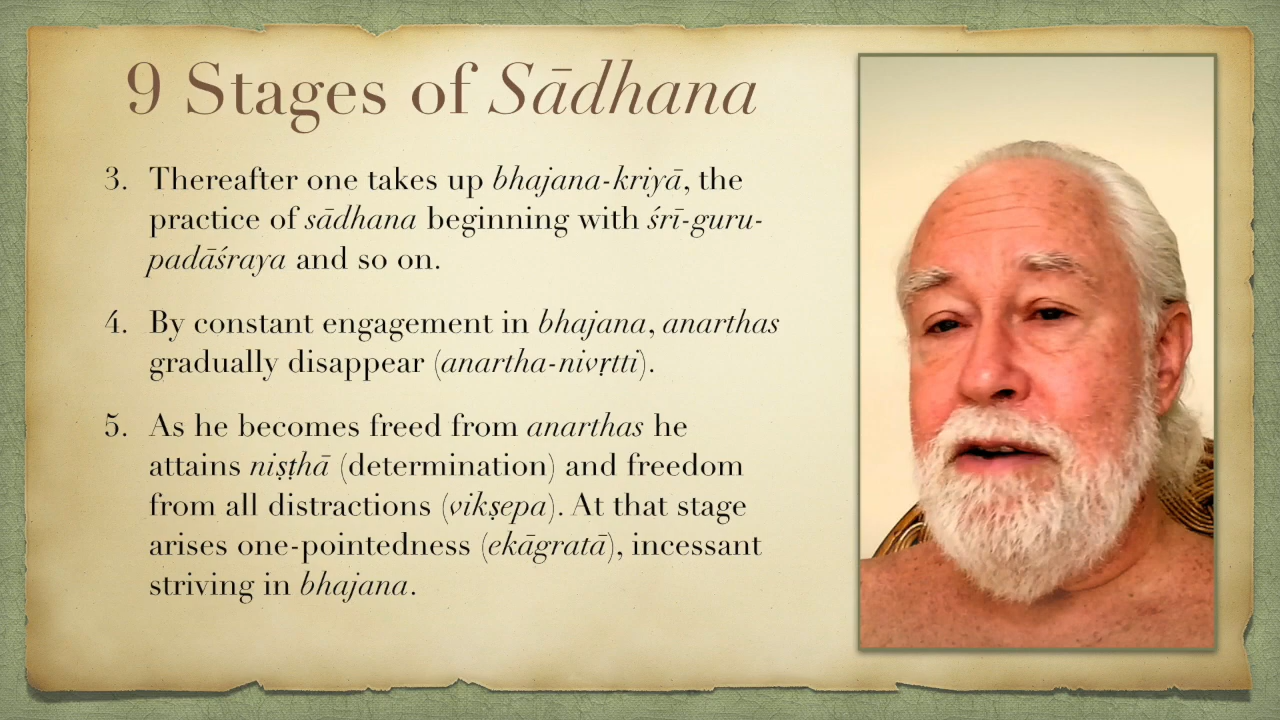 9 Stages of Sādhana
3. Thereafter one takes up bhajana-kriyā, the
practice of sādhana beginning with śrī-guru-
padāśraya and so on.
4. By constant engagement in bhajana, anarthas
gradually disappear (anartha-nivṛtti).
5. As he becomes freed from anarthas he
attains niṣṭhā (determination) and freedom
from all distractions (vikṣepa). At that stage
arises one-pointedness (ekāgratā), incessant
striving in bhajana.